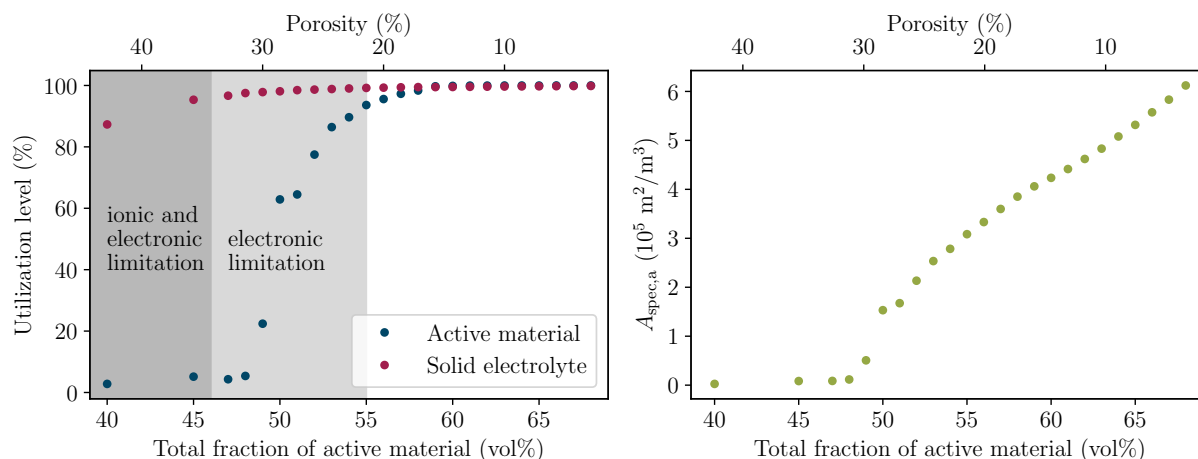 Porosity (%)
40 30 20 10
100
80
60
40
20
0
Utilization level (%)
ionic and
electronic
limitation
electronic
limitation
Active material
Solid electrolyte
40 45 50 55 60 65
Total fraction of active material (vol%)
Porosity (%)
40 30 20 10
6
5
4
3
2
1
0
A_spec,a (10^5 m^2/m^3)
40 45 50 55 60 65
Total fraction of active material (vol%)